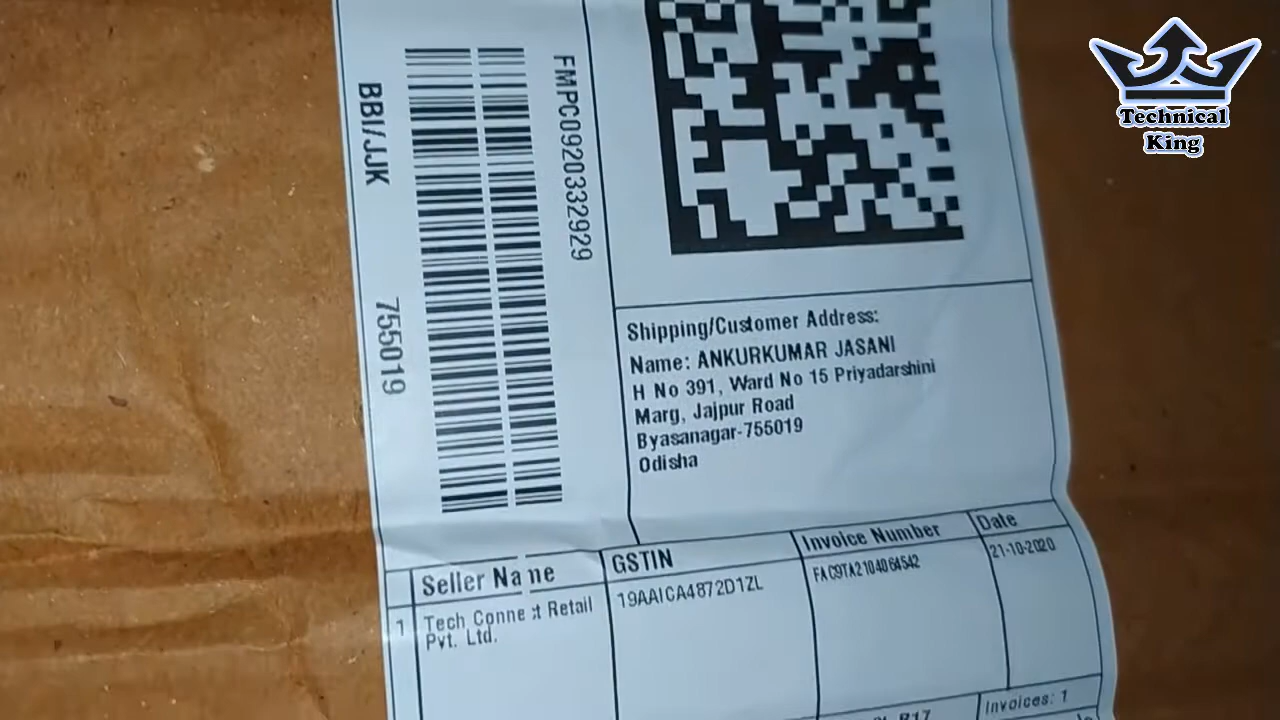 Technical
King
FMPC0920332929
BBI/JJK 755019
Shipping/Customer Address:
Name: ANKURKUMAR JASANI
H No 391, Ward No 15 Priyadarshini
Marg, Jajpur Road
Byasanagar-755019
Odisha
Seller Name GSTIN Invoice Number Date
1 Tech Connect Retail Pvt. Ltd. 19AAICA4872D1ZL FAC9TA2104064542 21-10-2020
Invoices: 1